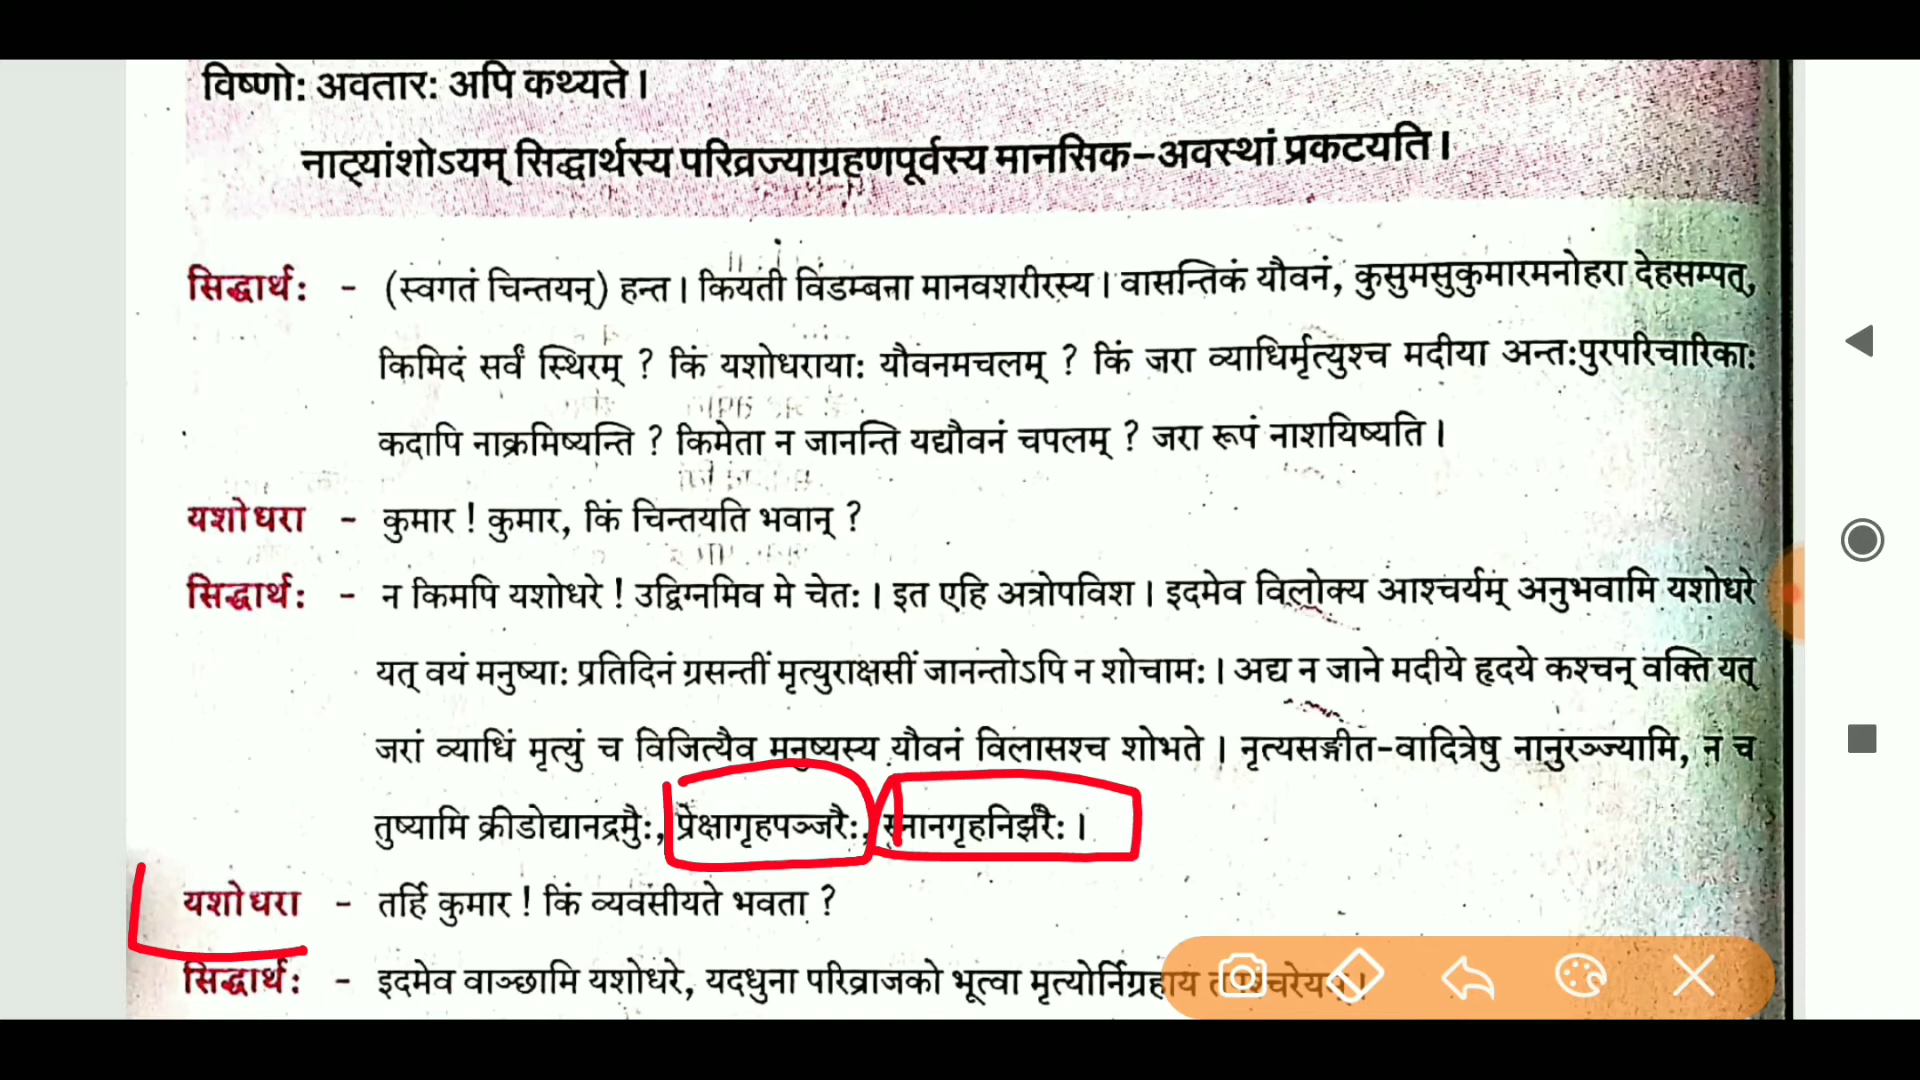 विष्णोः अवतारः अपि कथ्यते।
नाट्यांशोऽयम् सिद्धार्थस्य परिव्रज्याग्रहणपूर्वस्य मानसिक-अवस्थां प्रकटयति।
सिद्धार्थः - (स्वगतं चिन्तयन्) हन्त। कियती विडम्बना मानवशरीरस्य। वासन्तिकं यौवनं, कुसुमसुकुमारमनोहरा देहसम्पत्,
किमिदं सर्वं स्थिरम् ? किं यशोधरायाः यौवनमचलम् ? किं जरा व्याधिर्मृत्युश्च मदीया अन्तःपुरपरिचारिकाः
कदापि नाक्रमिष्यन्ति ? किमेता न जानन्ति यद्यौवनं चपलम् ? जरा रूपं नाशयिष्यति।
यशोधरा - कुमार ! कुमार, किं चिन्तयति भवान् ?
सिद्धार्थः - न किमपि यशोधरे ! उद्विग्नमिव मे चेतः। इत एहि अत्रोपविश। इदमेव विलोक्य आश्चर्यम् अनुभवामि यशोधरे
यत् वयं मनुष्याः प्रतिदिनं ग्रसन्तीं मृत्युराक्षसीं जानन्तोऽपि न शोचामः। अद्य न जाने मदीये हृदये कश्चन् वक्ति यत्
जरां व्याधिं मृत्युं च विजित्यैव मनुष्यस्य यौवनं विलासश्च शोभते। नृत्यसङ्गीत-वादित्रेषु नानुरञ्ज्यामि, न च
तुष्यामि क्रीडोद्यानद्रमुैः, प्रेक्षागृहपञ्जरैः, स्नानगृहनिर्झरैः।
यशोधरा - तर्हि कुमार ! किं व्यवसीयते भवता ?
सिद्धार्थः - इदमेव वाञ्छामि यशोधरे, यदधुना परिव्राजको भूत्वा मृत्योर्निग्रहाय